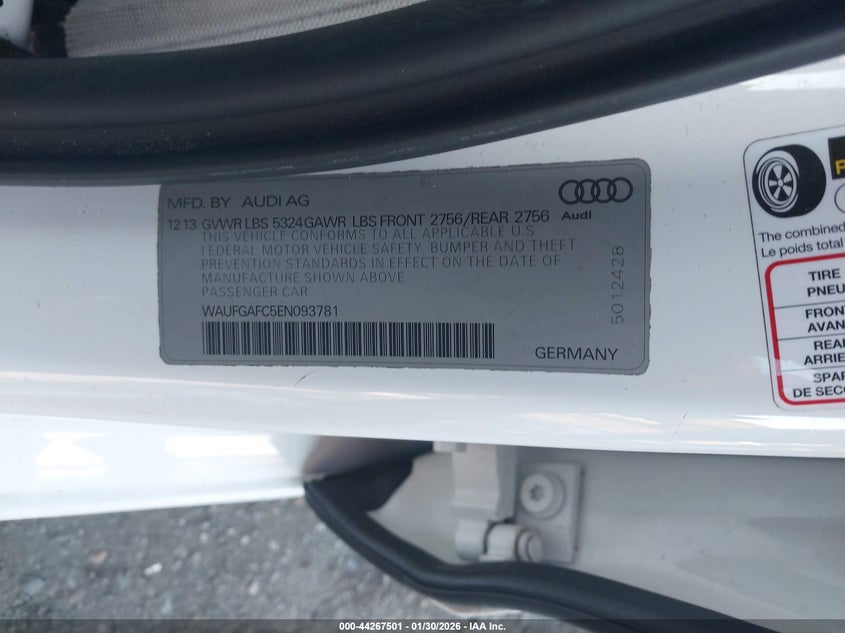 MFD. BY AUDI AG
Audi
12 13 GVWR LBS 5324 GAWR LBS FRONT 2756/REAR 2756
THIS VEHICLE CONFORMS TO ALL APPLICABLE U S
FEDERAL MOTOR VEHICLE SAFETY, BUMPER AND THEFT
PREVENTION STANDARDS IN EFFECT ON THE DATE OF
MANUFACTURE SHOWN ABOVE
PASSENGER CAR
WAUFGAFC5EN093781
GERMANY
5012428
The combined
Le poids total
TIRE
PNEU
FRON
AVAN
REA
ARRIE
SPAR
DE SECO
000-44267501 - 01/30/2026 - IAA Inc.